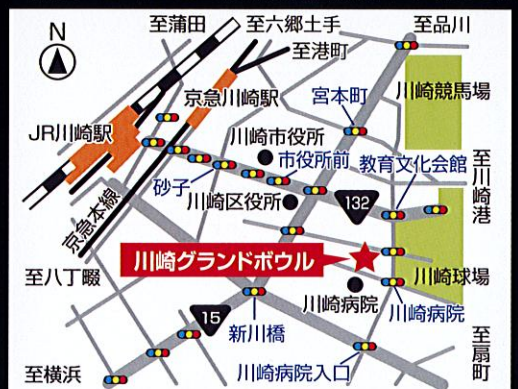 N
至蒲田
至六郷土手
至品川
至港町
京急川崎駅
宮本町
川崎競馬場
JR川崎駅
川崎市役所
市役所前
教育文化会館
至川崎港
砂子
川崎区役所
132
京急本線
川崎グランドボウル
至八丁畷
川崎球場
川崎病院
川崎病院
15
新川橋
至扇町
至横浜
川崎病院入口